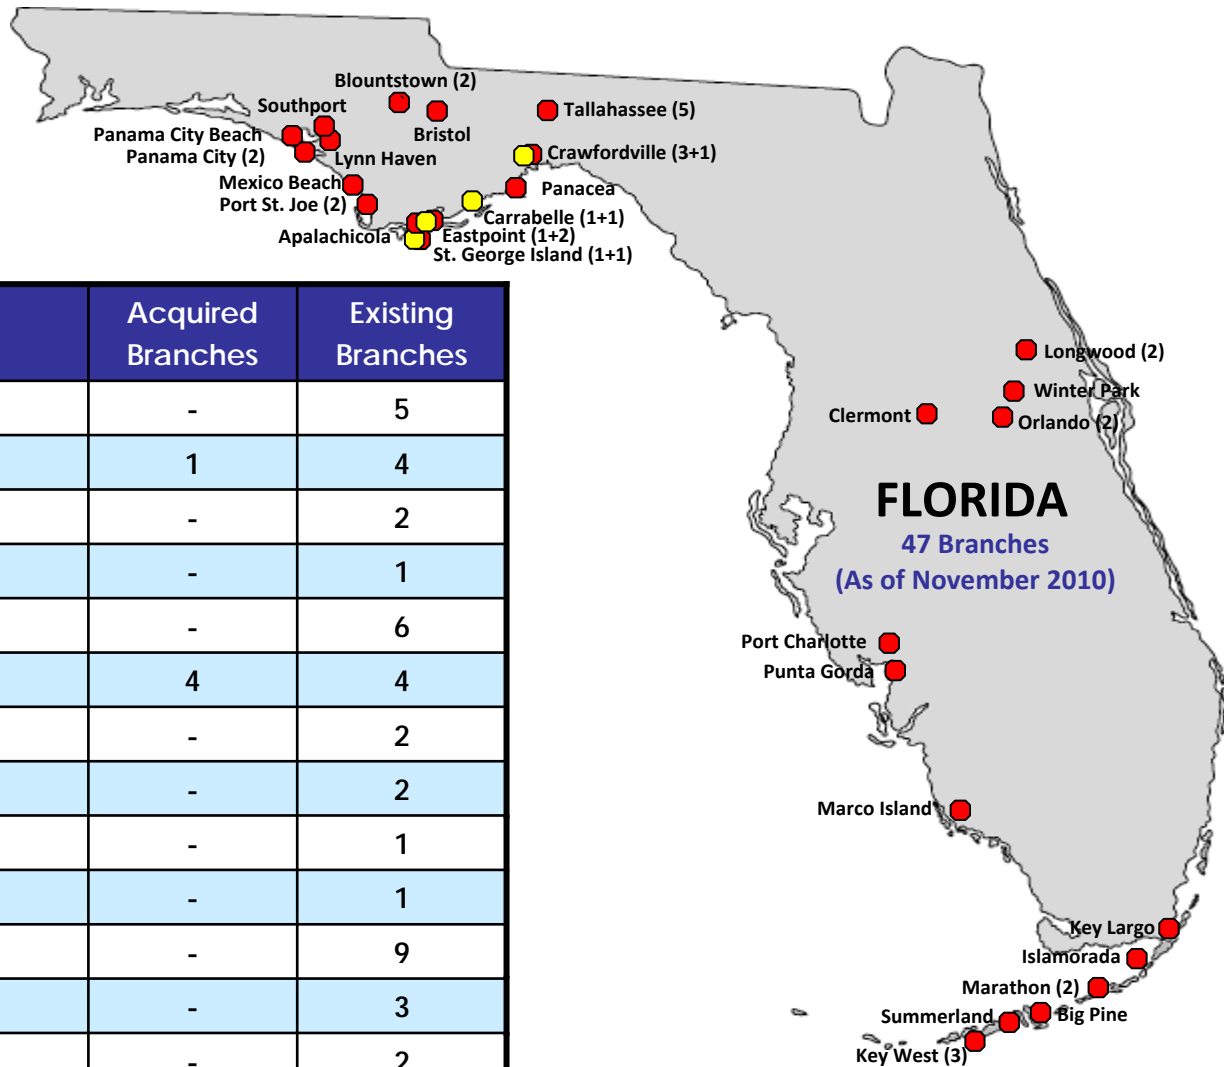 Blountstown (2)
Southport
Tallahassee (5)
Panama City Beach
Bristol
Panama City (2)
Lynn Haven
Crawfordville (3+1)
Mexico Beach
Panacea
Port St. Joe (2)
Carrabelle (1+1)
Apalachicola
Eastpoint (1+2)
St. George Island (1+1)
Acquired Branches Existing Branches
- 5
1 4
- 2
- 1
- 6
4 4
- 2
- 2
- 1
- 1
- 9
- 3
- 2
Longwood (2)
Winter Park
Clermont
Orlando (2)
FLORIDA
47 Branches
(As of November 2010)
Port Charlotte
Punta Gorda
Marco Island
Key Largo
Islamorada
Marathon (2)
Big Pine
Summerland
Key West (3)